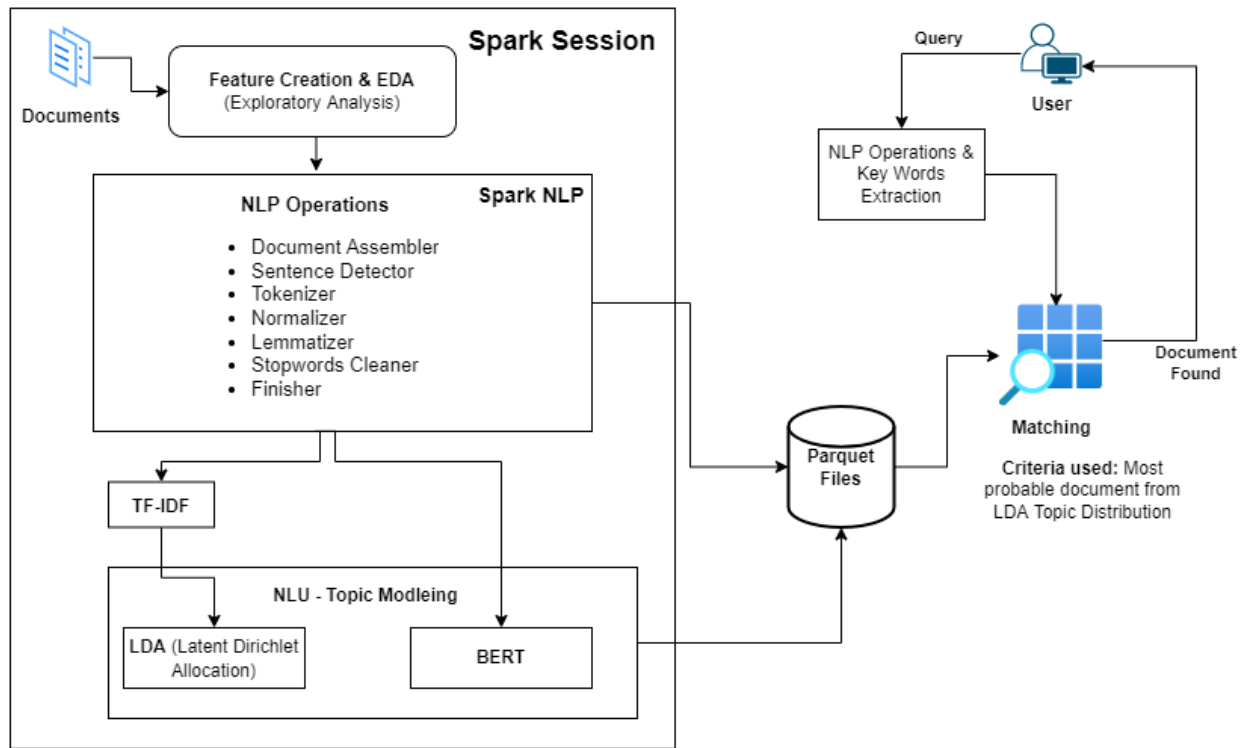 Spark Session
Documents
Feature Creation & EDA
(Exploratory Analysis)
Spark NLP
NLP Operations
• Document Assembler
• Sentence Detector
• Tokenizer
• Normalizer
• Lemmatizer
• Stopwords Cleaner
• Finisher
TF-IDF
NLU - Topic Modleing
LDA (Latent Dirichlet
Allocation)
BERT
Parquet
Files
Query
User
NLP Operations &
Key Words
Extraction
Document
Found
Matching
Criteria used: Most
probable document from
LDA Topic Distribution